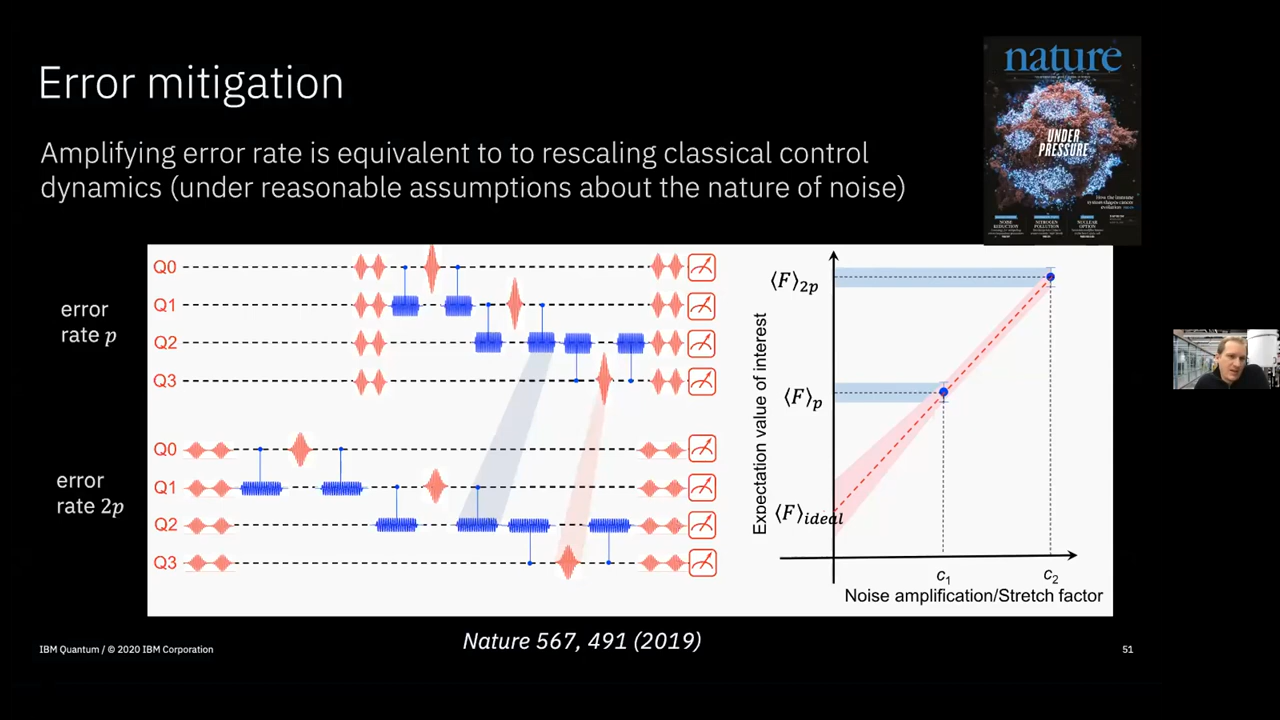 Error mitigation
nature
Amplifying error rate is equivalent to to rescaling classical control
dynamics (under reasonable assumptions about the nature of noise)
UNDER
PRESSURE
error
rate p
Q0
Q1
Q2
Q3
error
rate 2p
Q0
Q1
Q2
Q3
Expectation value of interest
⟨F⟩2p
⟨F⟩p
⟨F⟩ideal
c1
c2
Noise amplification/Stretch factor
Nature 567, 491 (2019)
IBM Quantum / © 2020 IBM Corporation
51